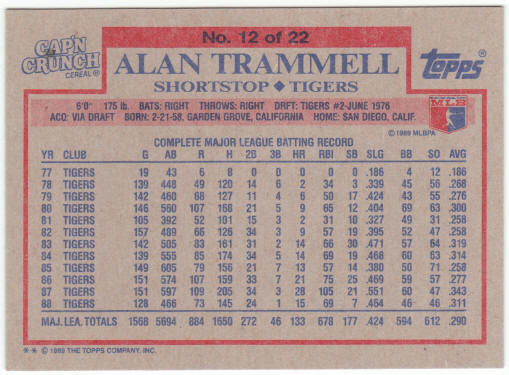 CAP'N CRUNCH CEREAL®
No. 12 of 22
ALAN TRAMMELL
SHORTSTOP ◆ TIGERS
Topps®
6'0" 175 lb. BATS: RIGHT THROWS: RIGHT DRFT: TIGERS #2-JUNE 1976
ACQ: VIA DRAFT BORN: 2-21-58, GARDEN GROVE, CALIFORNIA HOME: SAN DIEGO, CALIF.
MLB
© 1989 MLBPA
COMPLETE MAJOR LEAGUE BATTING RECORD
YR CLUB G AB R H 2B 3B HR RBI SB SLG BB SO AVG
77 TIGERS 19 43 6 8 0 0 0 0 0 .186 4 12 .186
78 TIGERS 139 448 49 120 14 6 2 34 3 .339 45 56 .268
79 TIGERS 142 460 68 127 11 4 6 50 17 .424 43 55 .276
80 TIGERS 146 560 107 168 21 5 9 65 12 .404 69 63 .300
81 TIGERS 105 392 52 101 15 3 2 31 10 .327 49 31 .258
82 TIGERS 157 489 66 126 34 3 9 57 19 .395 52 47 .258
83 TIGERS 142 505 83 161 31 2 14 66 30 .471 57 64 .319
84 TIGERS 139 555 85 174 34 5 14 69 19 .468 60 63 .314
85 TIGERS 149 605 79 156 21 7 13 57 14 .380 50 71 .258
86 TIGERS 151 574 107 159 33 7 21 75 25 .469 59 57 .277
87 TIGERS 151 597 109 205 34 3 28 105 21 .551 60 47 .343
88 TIGERS 128 466 73 145 24 1 15 69 7 .464 46 46 .311
MAJ. LEA. TOTALS 1568 5694 884 1650 272 46 133 678 177 .424 594 612 .290
** © 1989 THE TOPPS COMPANY, INC.